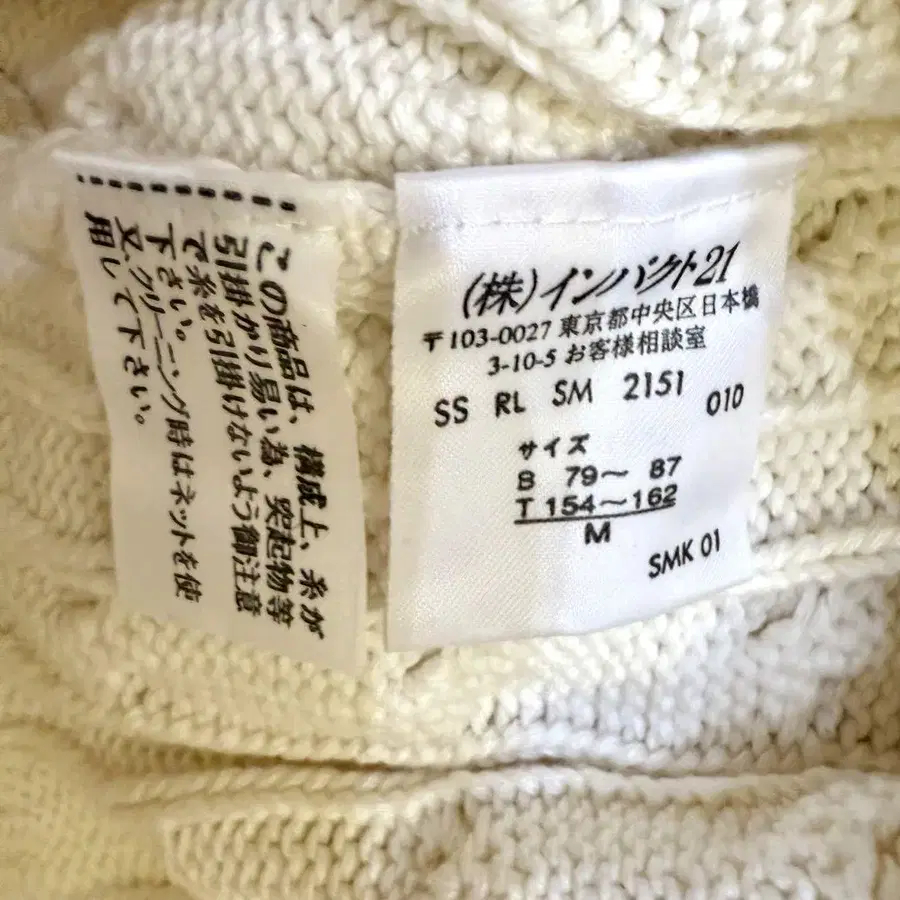 この商品は、構成上、糸が
引掛かり易い為、突起物等
で糸を引掛けないよう御注意
下さい。
又、クリーニング時はネットを使
用して下さい。
(株)インパクト21
〒103-0027 東京都中央区日本橋
3-10-5 お客様相談室
SS RL SM 2151 010
サイズ
B 79～ 87
T 154～162
M
SMK 01